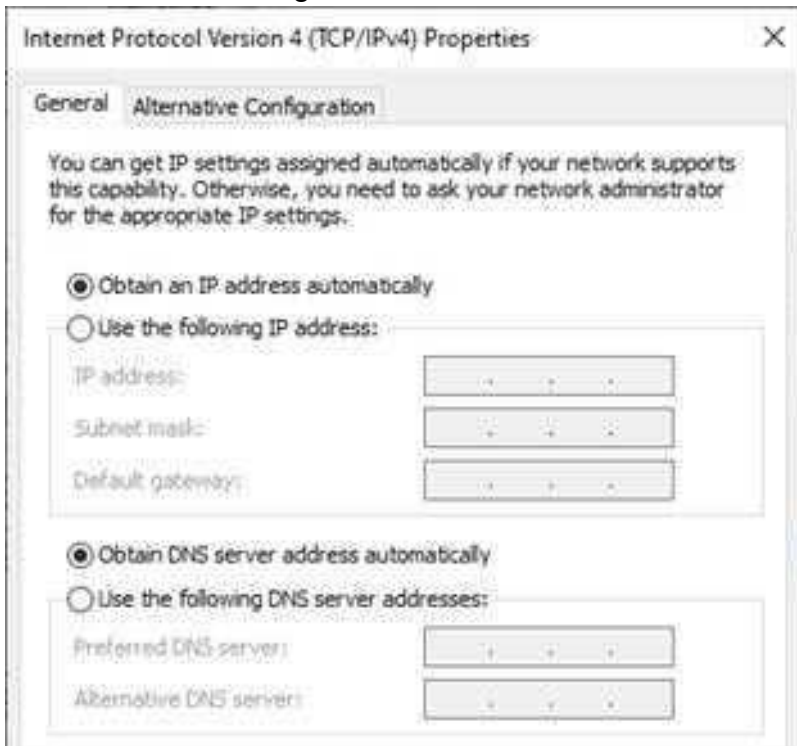 Internet Protocol Version 4 (TCP/IPv4) Properties
General
Alternative Configuration
You can get IP settings assigned automatically if your network supports
this capability. Otherwise, you need to ask your network administrator
for the appropriate IP settings.
Obtain an IP address automatically
Use the following IP address:
IP address:
Subnet mask:
Default gateway:
Obtain DNS server address automatically
Use the following DNS server addresses:
Preferred DNS server:
Alternative DNS server: